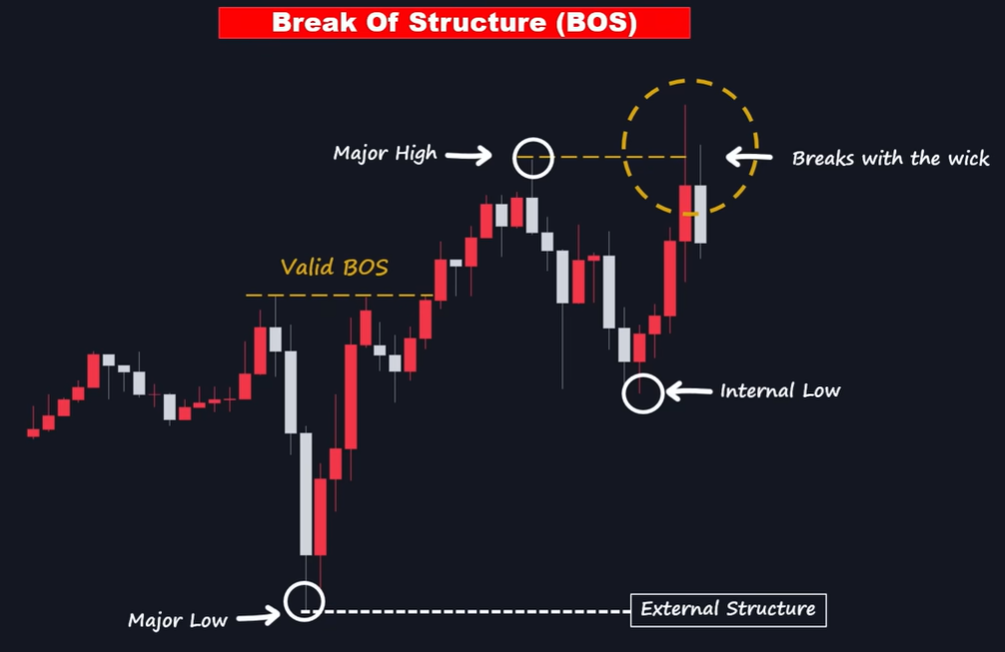 Break Of Structure (BOS)
Major High
Breaks with the wick
Valid BOS
Internal Low
External Structure
Major Low